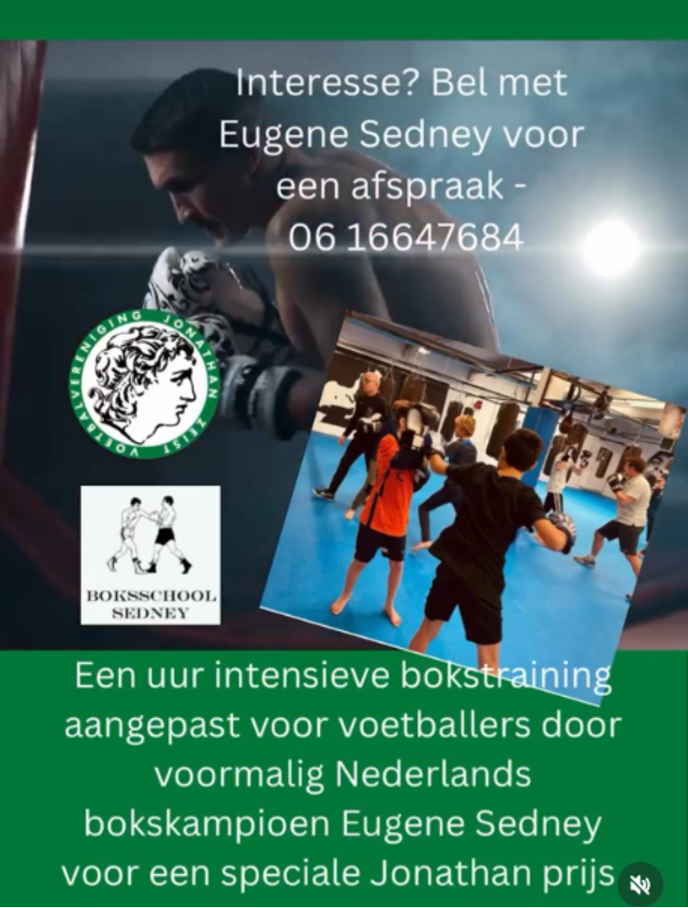 Interesse? Bel met
Eugene Sedney voor
een afspraak -
06 16647684
VOETBALVERENIGING JONATHAN ZEIST
BOKSSCHOOL
SEDNEY
Een uur intensieve bokstraining
aangepast voor voetballers door
voormalig Nederlands
bokskampioen Eugene Sedney
voor een speciale Jonathan prijs